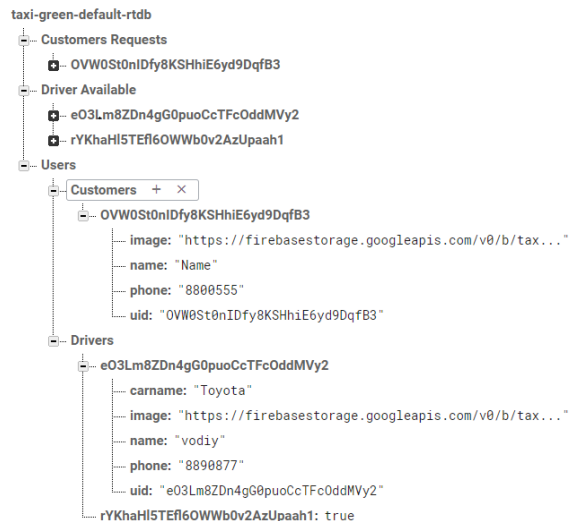 taxi-green-default-rtdb
Customers Requests
OVW0St0nIDfy8KSHhiE6yd9DqfB3
Driver Available
eO3Lm8ZDn4gG0puoCcTFcOddMVy2
rYKhaHl5TEfl6OWWb0v2AzUpaah1
Users
Customers + ×
OVW0St0nIDfy8KSHhiE6yd9DqfB3
image: "https://firebasestorage.googleapis.com/v0/b/tax..."
name: "Name"
phone: "8800555"
uid: "OVW0St0nIDfy8KSHhiE6yd9DqfB3"
Drivers
eO3Lm8ZDn4gG0puoCcTFcOddMVy2
carname: "Toyota"
image: "https://firebasestorage.googleapis.com/v0/b/tax..."
name: "vodiy"
phone: "8890877"
uid: "eO3Lm8ZDn4gG0puoCcTFcOddMVy2"
rYKhaHl5TEfl6OWWb0v2AzUpaah1: true